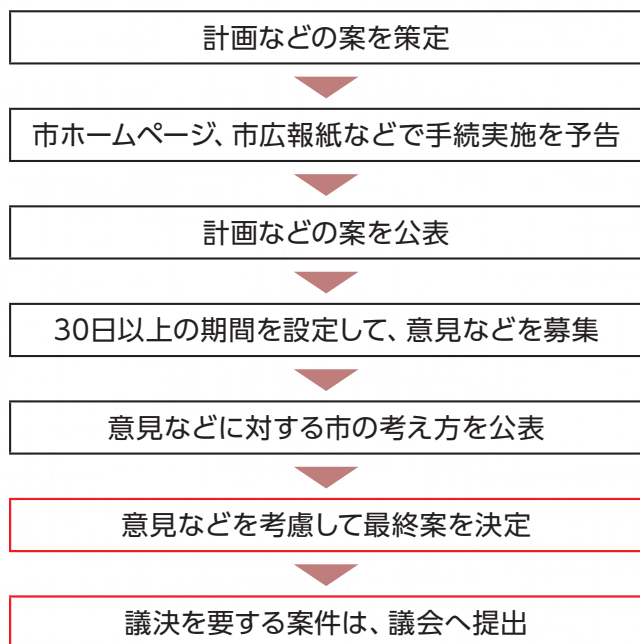 計画などの案を策定
市ホームページ、市広報紙などで手続実施を予告
計画などの案を公表
30日以上の期間を設定して、意見などを募集
意見などに対する市の考え方を公表
意見などを考慮して最終案を決定
議決を要する案件は、議会へ提出